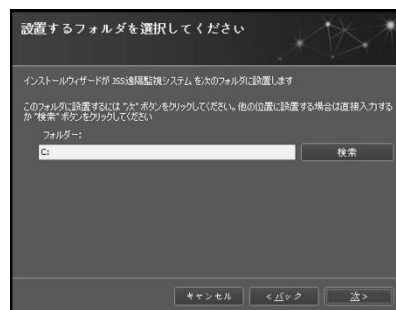 設置するフォルダを選択してください
インストールウィザードが JSS遠隔監視システム を次のフォルダに設置します
このフォルダに設置するには "次" ボタンをクリックしてください。他の位置に設置する場合は直接入力する
か "検索" ボタンをクリックしてください
フォルダー:
C:
検索
キャンセル
< バック
次 >